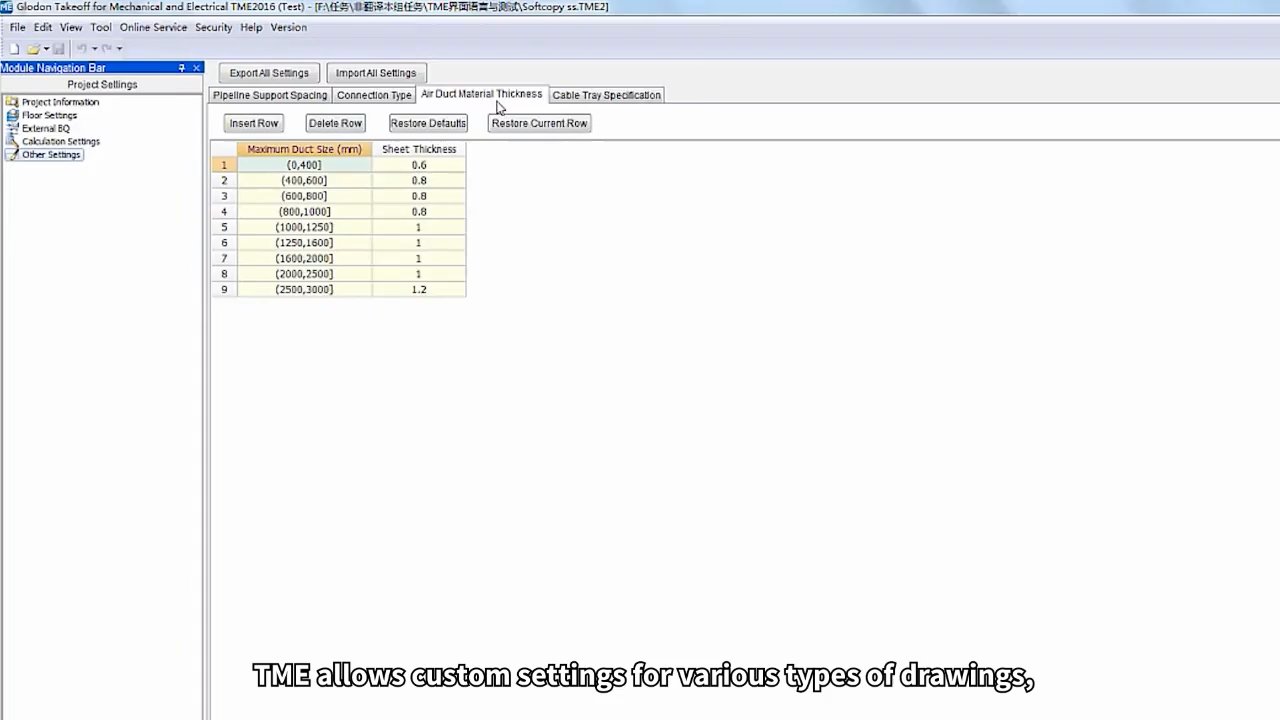 Glodon Takeoff for Mechanical and Electrical TME2016 (Test) - [F:\任务\非翻译本组任务\TME界面语言与测试\Softcopy ss.TME2]
File Edit View Tool Online Service Security Help Version
Module Navigation Bar
Project Settings
Project Information
Floor Settings
External BQ
Calculation Settings
Other Settings
Export All Settings Import All Settings
Pipeline Support Spacing Connection Type Air Duct Material Thickness Cable Tray Specification
Insert Row Delete Row Restore Defaults Restore Current Row
Maximum Duct Size (mm) Sheet Thickness
1 (0,400] 0.6
2 (400,600] 0.8
3 (600,800] 0.8
4 (800,1000] 0.8
5 (1000,1250] 1
6 (1250,1600] 1
7 (1600,2000] 1
8 (2000,2500] 1
9 (2500,3000] 1.2
TME allows custom settings for various types of drawings,